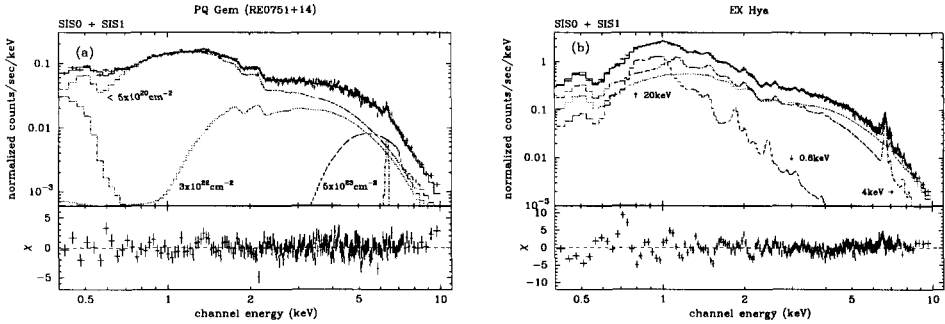 PQ Gem (RE0751+14)
SIS0 + SIS1
(a)
normalized counts/sec/keV
0.1
0.01
10⁻³
< 5x10²⁰cm⁻²
3x10²²cm⁻²
5x10²³cm⁻²
χ
5
0
-5
0.5 1 2 5 10
channel energy (keV)
EX Hya
SIS0 + SIS1
(b)
normalized counts/sec/keV
1
0.1
0.01
10⁻³
↑ 20keV
↓ 0.6keV
4keV →
χ
10
5
0
-5
-10
0.5 1 2 5 10
channel energy (keV)